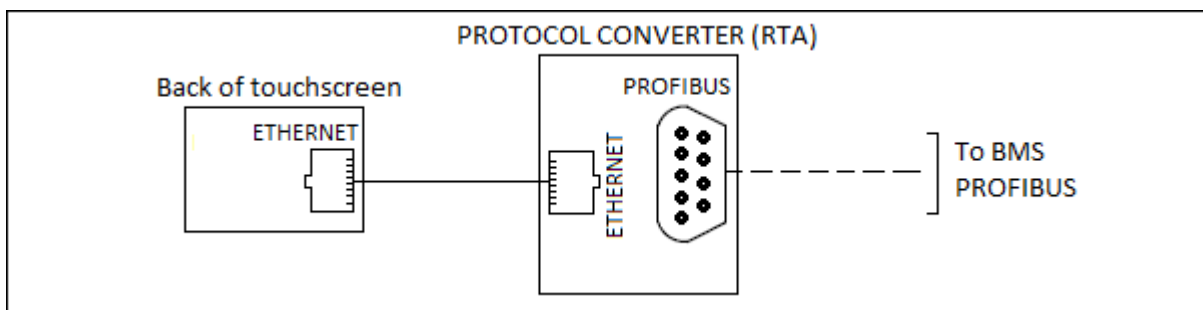 PROTOCOL CONVERTER (RTA)
Back of touchscreen
PROFIBUS
ETHERNET
ETHERNET
To BMS
PROFIBUS